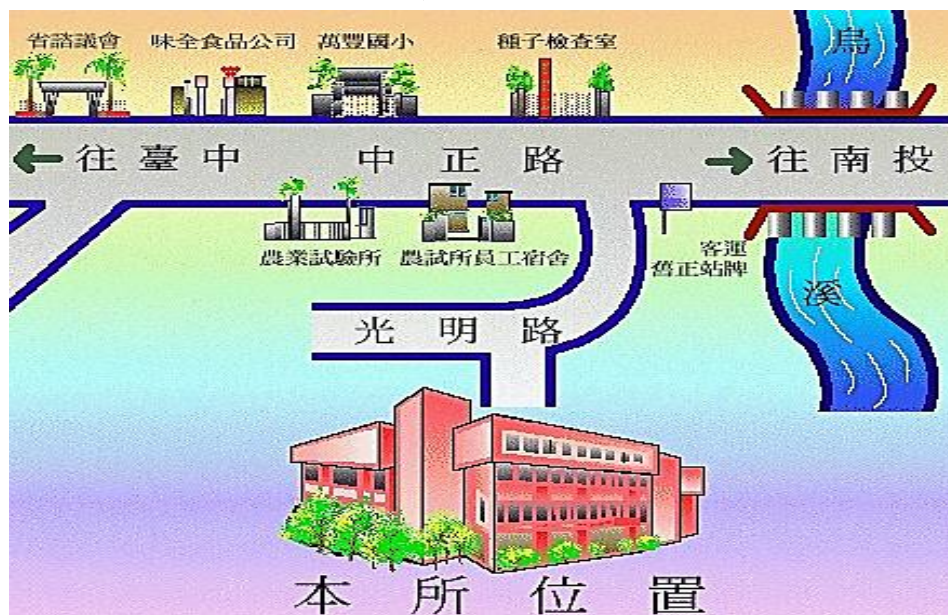 省諮議會 味全食品公司 萬豐國小 種子檢查室
烏
往臺中 中正路 往南投
農業試驗所 農試所員工宿舍
客運
舊正站牌
溪
光明路
本所位置